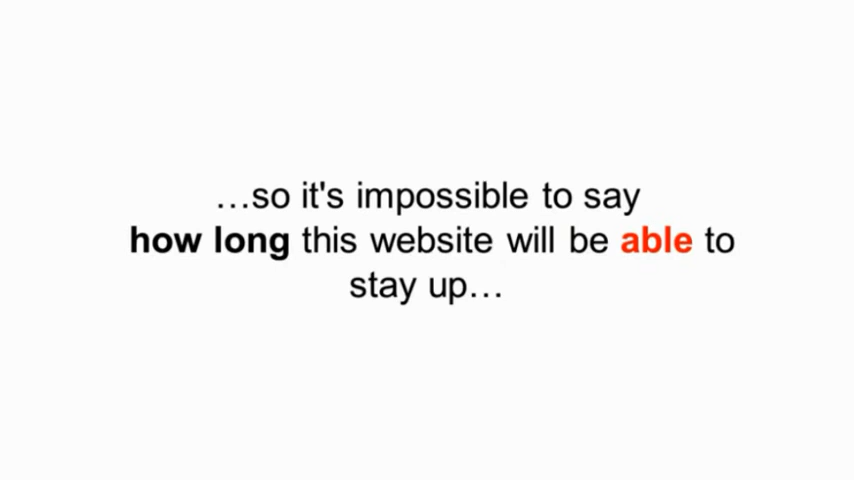 …so it's impossible to say
how long this website will be able to
stay up…